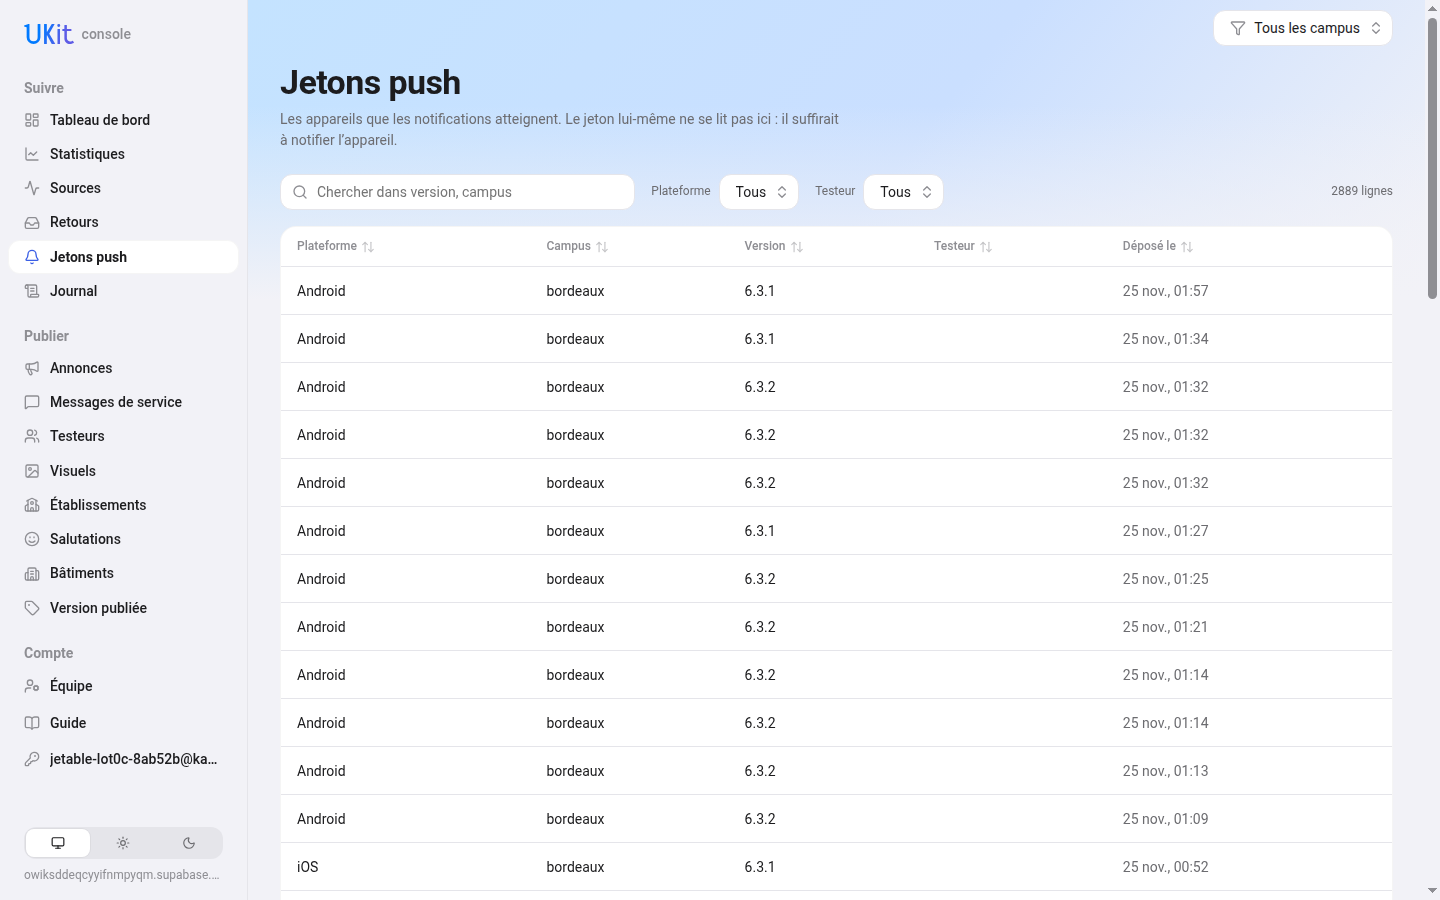 UKit console
Suivre
Tableau de bord
Statistiques
Sources
Retours
Jetons push
Journal
Publier
Annonces
Messages de service
Testeurs
Visuels
Établissements
Salutations
Bâtiments
Version publiée
Compte
Équipe
Guide
jetable-lot0c-8ab52b@ka...
owiksddeqcyyifnmpyqm.supabase....
Tous les campus
Jetons push
Les appareils que les notifications atteignent. Le jeton lui-même ne se lit pas ici : il suffirait
à notifier l'appareil.
Chercher dans version, campus Plateforme Tous Testeur Tous 2889 lignes
Plateforme Campus Version Testeur Déposé le
Android bordeaux 6.3.1 25 nov., 01:57
Android bordeaux 6.3.1 25 nov., 01:34
Android bordeaux 6.3.2 25 nov., 01:32
Android bordeaux 6.3.2 25 nov., 01:32
Android bordeaux 6.3.2 25 nov., 01:32
Android bordeaux 6.3.1 25 nov., 01:27
Android bordeaux 6.3.2 25 nov., 01:25
Android bordeaux 6.3.2 25 nov., 01:21
Android bordeaux 6.3.2 25 nov., 01:14
Android bordeaux 6.3.2 25 nov., 01:14
Android bordeaux 6.3.2 25 nov., 01:13
Android bordeaux 6.3.2 25 nov., 01:09
iOS bordeaux 6.3.1 25 nov., 00:52